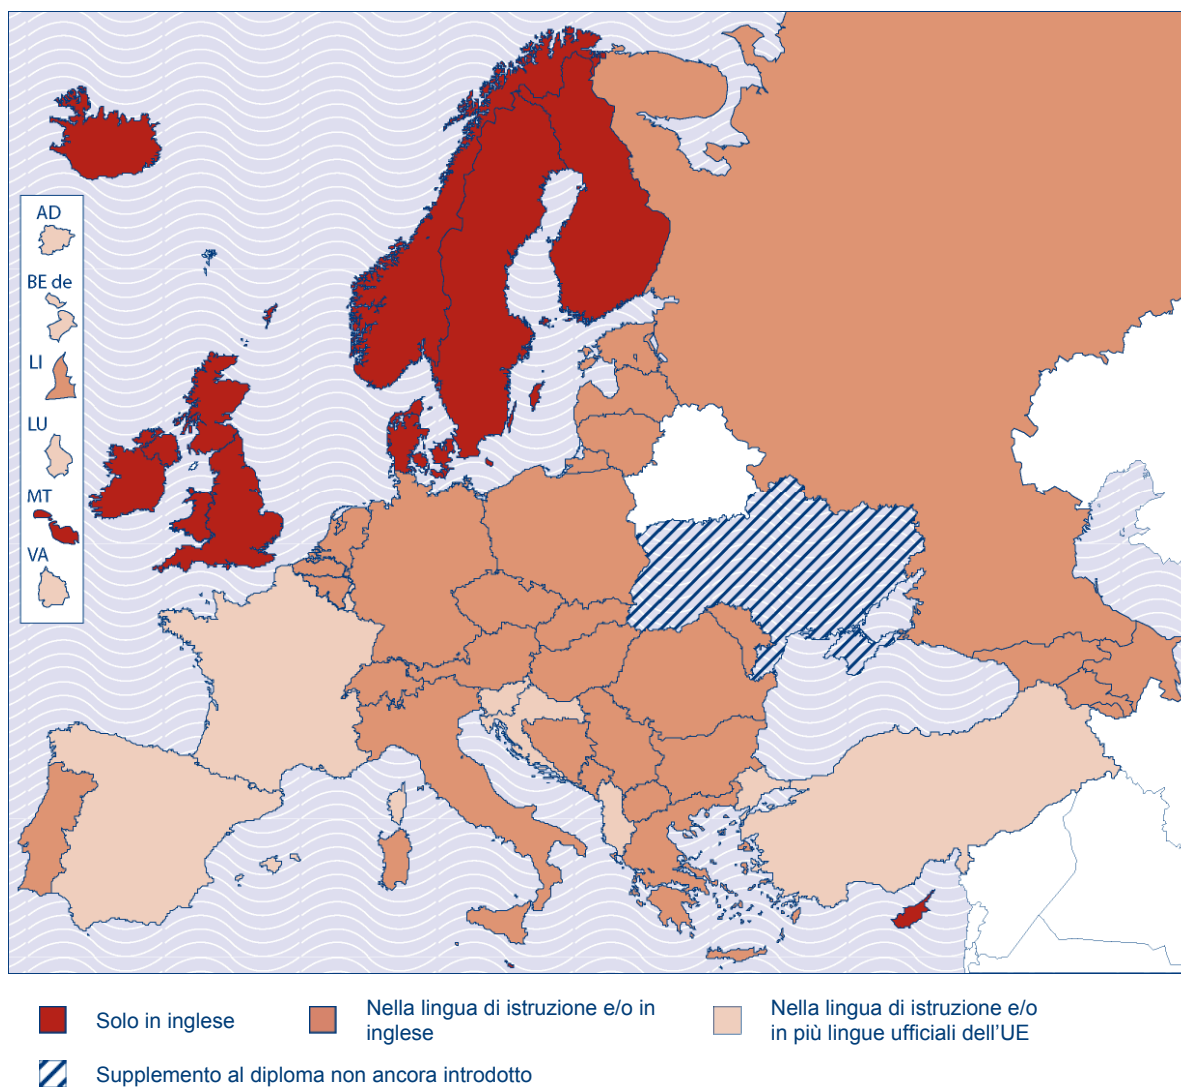 AD
BE de
LI
LU
MT
VA
Solo in inglese
Nella lingua di istruzione e/o in
inglese
Nella lingua di istruzione e/o
in più lingue ufficiali dell'UE
Supplemento al diploma non ancora introdotto